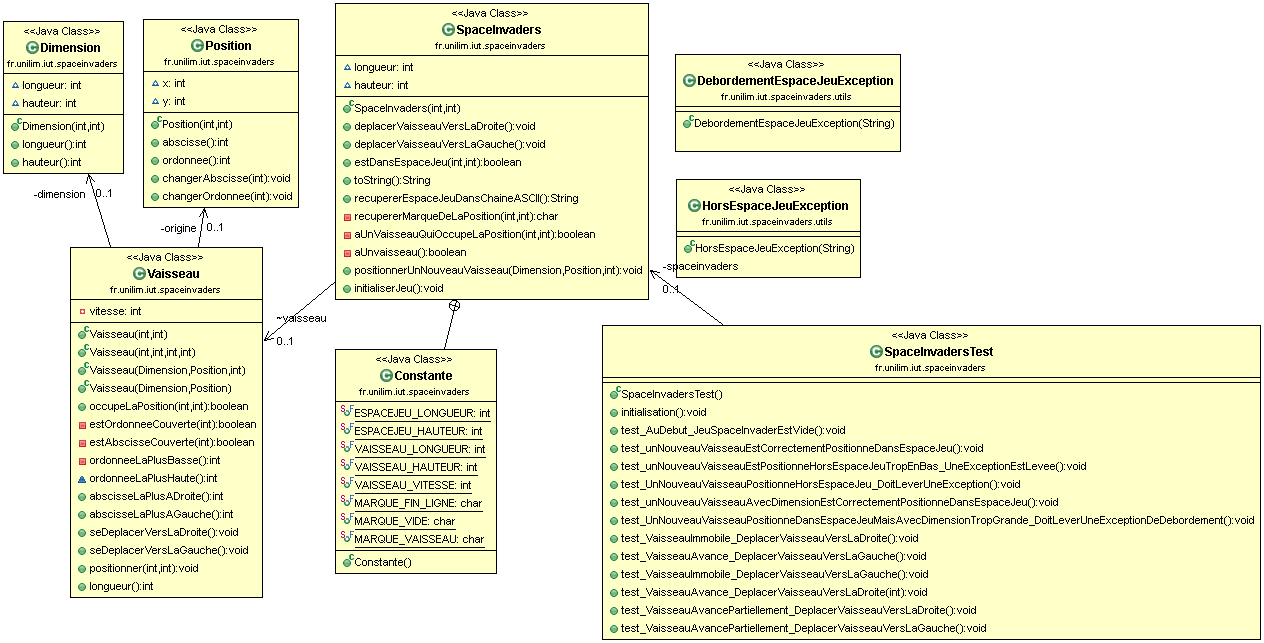 <<Java Class>>
Dimension
fr.unilim.iut.spaceinvaders
longueur: int
hauteur: int
Dimension(int,int)
longueur():int
hauteur():int
<<Java Class>>
Position
fr.unilim.iut.spaceinvaders
x: int
y: int
Position(int,int)
abscisse():int
ordonnee():int
changerAbscisse(int):void
changerOrdonnee(int):void
<<Java Class>>
SpaceInvaders
fr.unilim.iut.spaceinvaders
longueur: int
hauteur: int
SpaceInvaders(int,int)
deplacerVaisseauVersLaDroite():void
deplacerVaisseauVersLaGauche():void
estDansEspaceJeu(int,int):boolean
toString():String
recupererEspaceJeuDansChaineASCII():String
recupererMarqueDeLaPosition(int,int):char
aUnVaisseauQuiOccupeLaPosition(int,int):boolean
aUnvaisseau():boolean
positionnerUnNouveauVaisseau(Dimension,Position,int):void
initialiserJeu():void
<<Java Class>>
DebordementEspaceJeuException
fr.unilim.iut.spaceinvaders.utils
DebordementEspaceJeuException(String)
<<Java Class>>
HorsEspaceJeuException
fr.unilim.iut.spaceinvaders.utils
HorsEspaceJeuException(String)
-dimension
0..1
-origine
0..1
~vaisseau
0..1
-spaceinvaders
0..1
<<Java Class>>
Vaisseau
fr.unilim.iut.spaceinvaders
vitesse: int
Vaisseau(int,int)
Vaisseau(int,int,int,int)
Vaisseau(Dimension,Position,int)
Vaisseau(Dimension,Position)
occupeLaPosition(int,int):boolean
estOrdonneeCouverte(int):boolean
estAbscisseCouverte(int):boolean
ordonneeLaPlusBasse():int
ordonneeLaPlusHaute():int
abscisseLaPlusADroite():int
abscisseLaPlusAGauche():int
seDeplacerVersLaDroite():void
seDeplacerVersLaGauche():void
positionner(int,int):void
longueur():int
<<Java Class>>
Constante
fr.unilim.iut.spaceinvaders
ESPACEJEU_LONGUEUR: int
ESPACEJEU_HAUTEUR: int
VAISSEAU_LONGUEUR: int
VAISSEAU_HAUTEUR: int
VAISSEAU_VITESSE: int
MARQUE_FIN_LIGNE: char
MARQUE_VIDE: char
MARQUE_VAISSEAU: char
Constante()
<<Java Class>>
SpaceInvadersTest
fr.unilim.iut.spaceinvaders
SpaceInvadersTest()
initialisation():void
test_AuDebut_JeuSpaceInvaderEstVide():void
test_unNouveauVaisseauEstCorrectementPositionneDansEspaceJeu():void
test_unNouveauVaisseauEstPositionneHorsEspaceJeuTropEnBas_UneExceptionEstLevee():void
test_UnNouveauVaisseauPositionneHorsEspaceJeu_DoitLeverUneException():void
test_unNouveauVaisseauAvecDimensionEstCorrectementPositionneDansEspaceJeu():void
test_UnNouveauVaisseauPositionneDansEspaceJeuMaisAvecDimensionTropGrande_DoitLeverUneExceptionDeDebordement():void
test_VaisseauImmobile_DeplacerVaisseauVersLaDroite():void
test_VaisseauAvance_DeplacerVaisseauVersLaGauche():void
test_VaisseauImmobile_DeplacerVaisseauVersLaGauche():void
test_VaisseauAvance_DeplacerVaisseauVersLaDroite(int):void
test_VaisseauAvancePartiellement_DeplacerVaisseauVersLaDroite():void
test_VaisseauAvancePartiellement_DeplacerVaisseauVersLaGauche():void